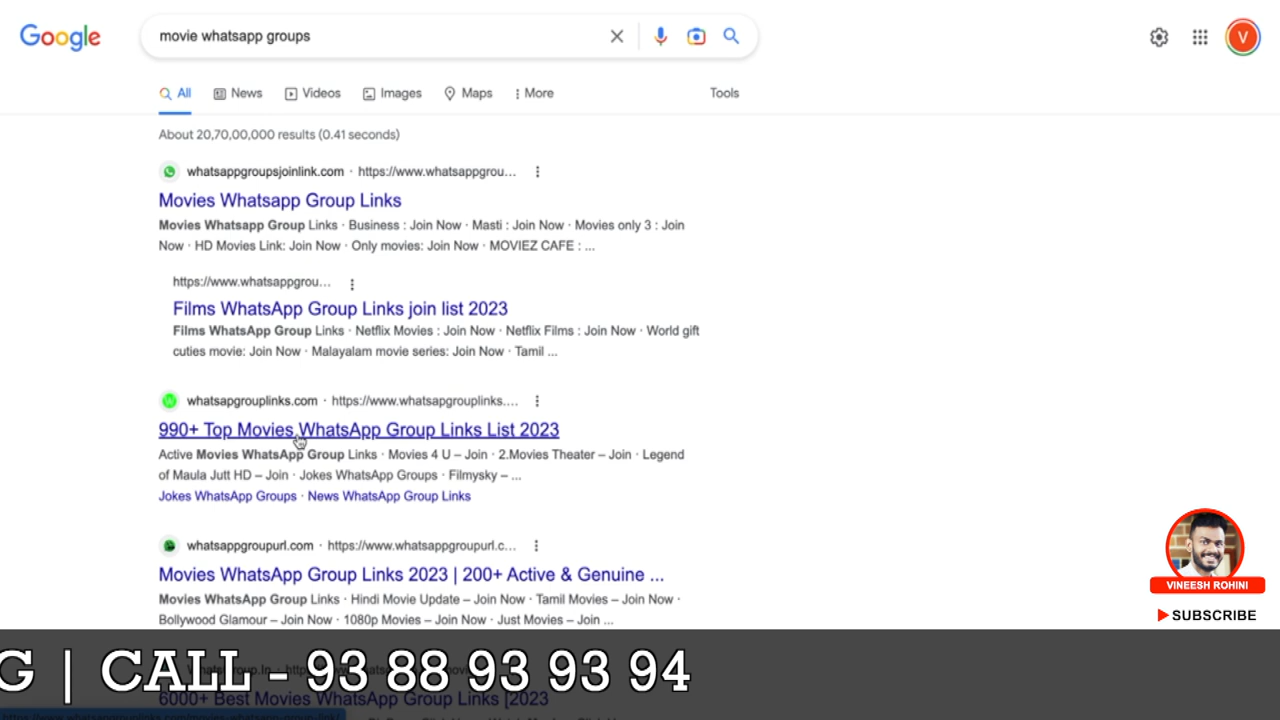 Google
movie whatsapp groups
V
All
News
Videos
Images
Maps
More
Tools
About 20,70,00,000 results (0.41 seconds)
whatsappgroupsjoinlink.com · https://www.whatsappgrou...
Movies Whatsapp Group Links
Movies Whatsapp Group Links · Business : Join Now · Masti : Join Now · Movies only 3 : Join
Now · HD Movies Link: Join Now · Only movies: Join Now · MOVIEZ CAFE : ...
https://www.whatsappgrou...
Films WhatsApp Group Links join list 2023
Films WhatsApp Group Links · Netflix Movies : Join Now · Netflix Films : Join Now · World gift
cuties movie: Join Now · Malayalam movie series: Join Now · Tamil ...
whatsapgrouplinks.com · https://www.whatsapgrouplinks....
990+ Top Movies WhatsApp Group Links List 2023
Active Movies WhatsApp Group Links · Movies 4 U – Join · 2.Movies Theater – Join · Legend
of Maula Jutt HD – Join · Jokes WhatsApp Groups · Filmysky – ...
Jokes WhatsApp Groups · News WhatsApp Group Links
whatsappgroupurl.com · https://www.whatsappgroupurl.c...
Movies WhatsApp Group Links 2023 | 200+ Active & Genuine ...
Movies WhatsApp Group Links · Hindi Movie Update – Join Now · Tamil Movies – Join Now ·
Bollywood Glamour – Join Now · 1080p Movies – Join Now · Just Movies – Join ...
VINEESH ROHINI
SUBSCRIBE
G | CALL - 93 88 93 93 94
6000+ Best Movies WhatsApp Group Links [2023